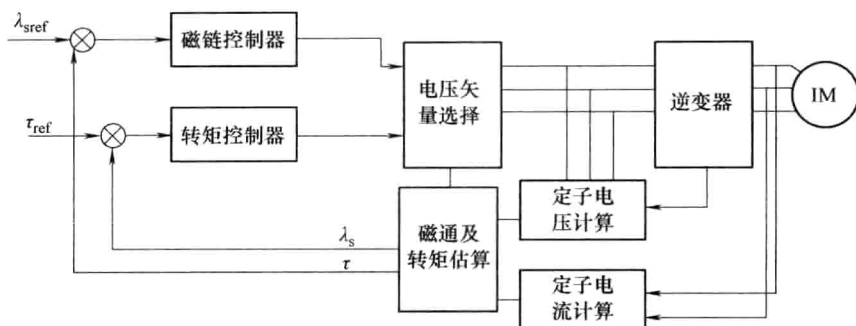 λsref
磁链控制器
τref
转矩控制器
电压矢
量选择
逆变器
IM
定子电
压计算
磁通及
转矩估算
λs
τ
定子电
流计算